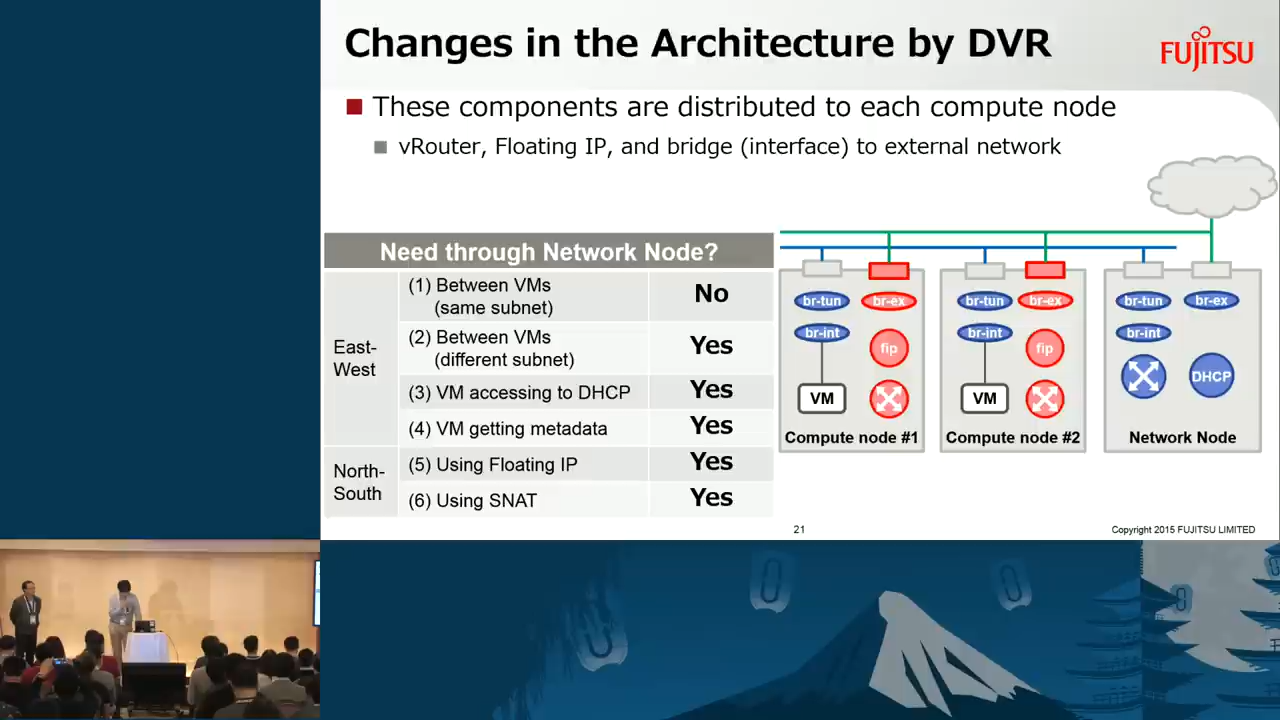 Changes in the Architecture by DVR
FUJITSU
These components are distributed to each compute node
vRouter, Floating IP, and bridge (interface) to external network
Need through Network Node?
East-
West
(1) Between VMs
(same subnet)
No
(2) Between VMs
(different subnet)
Yes
(3) VM accessing to DHCP
Yes
(4) VM getting metadata
Yes
North-
South
(5) Using Floating IP
Yes
(6) Using SNAT
Yes
br-tun
br-ex
br-int
fip
VM
Compute node #1
br-tun
br-ex
br-int
fip
VM
Compute node #2
br-tun
br-ex
br-int
DHCP
Network Node
21
Copyright 2015 FUJITSU LIMITED